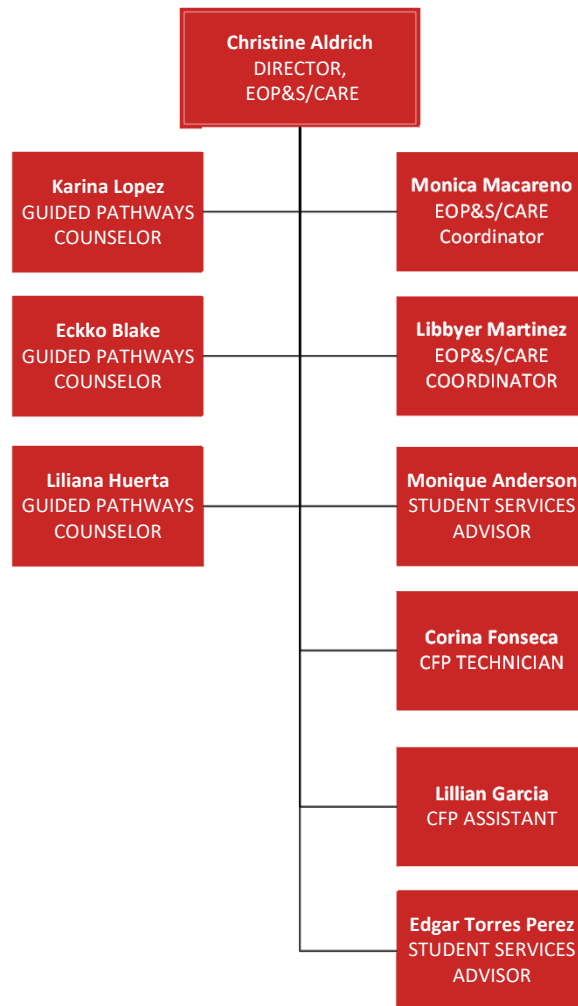 Christine Aldrich
DIRECTOR,
EOP&S/CARE
Karina Lopez
GUIDED PATHWAYS
COUNSELOR
Monica Macareno
EOP&S/CARE
Coordinator
Eckko Blake
GUIDED PATHWAYS
COUNSELOR
Libbyer Martinez
EOP&S/CARE
COORDINATOR
Liliana Huerta
GUIDED PATHWAYS
COUNSELOR
Monique Anderson
STUDENT SERVICES
ADVISOR
Corina Fonseca
CFP TECHNICIAN
Lillian Garcia
CFP ASSISTANT
Edgar Torres Perez
STUDENT SERVICES
ADVISOR